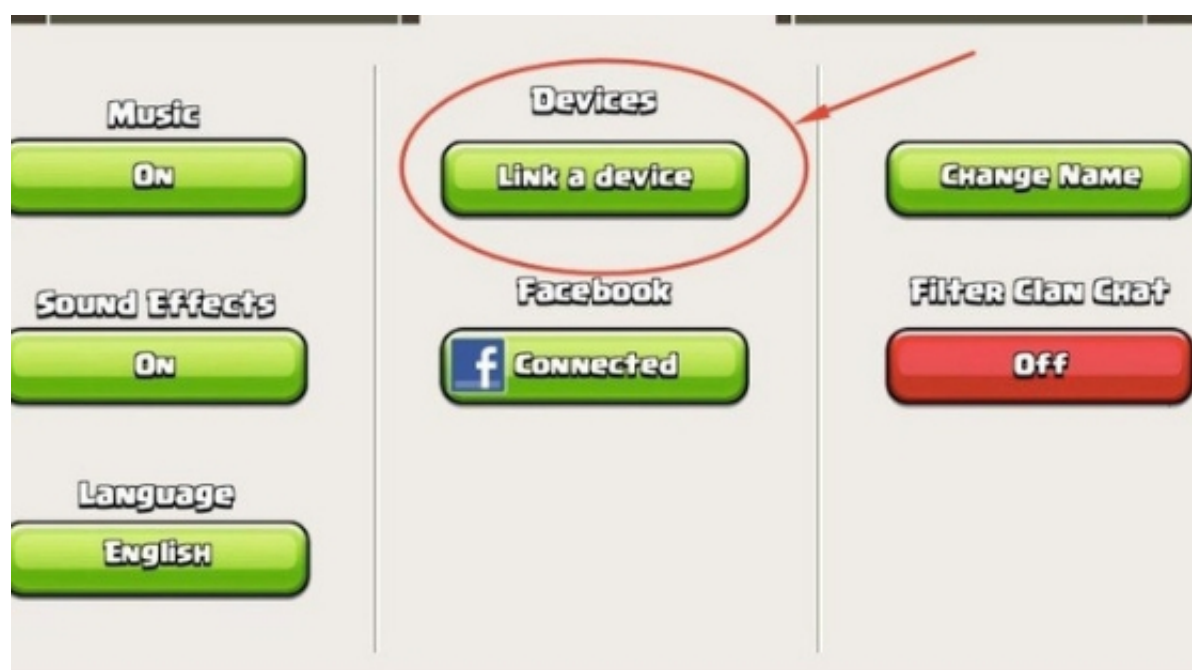 Music
On
Sound Effects
On
Language
English
Devices
Link a device
Facebook
f Connected
Change Name
Filter Clan Chat
Off